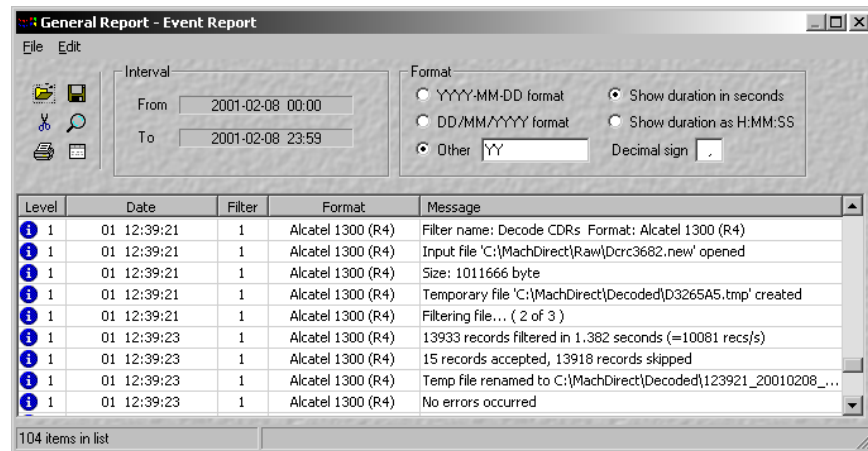 General Report - Event Report
File Edit
Interval
From 2001-02-08 00:00
To 2001-02-08 23:59
Format
YYYY-MM-DD format
DD/MM/YYYY format
Other YY
Show duration in seconds
Show duration as H:MM:SS
Decimal sign ,
Level Date Filter Format Message
1 01 12:39:21 1 Alcatel 1300 (R4) Filter name: Decode CDRs Format: Alcatel 1300 (R4)
1 01 12:39:21 1 Alcatel 1300 (R4) Input file 'C:\MachDirect\Raw\Dcrc3682.new' opened
1 01 12:39:21 1 Alcatel 1300 (R4) Size: 1011666 byte
1 01 12:39:21 1 Alcatel 1300 (R4) Temporary file 'C:\MachDirect\Decoded\D3265A5.tmp' created
1 01 12:39:21 1 Alcatel 1300 (R4) Filtering file... ( 2 of 3 )
1 01 12:39:23 1 Alcatel 1300 (R4) 13933 records filtered in 1.382 seconds (=10081 recs/s)
1 01 12:39:23 1 Alcatel 1300 (R4) 15 records accepted, 13918 records skipped
1 01 12:39:23 1 Alcatel 1300 (R4) Temp file renamed to C:\MachDirect\Decoded\123921_20010208_...
1 01 12:39:23 1 Alcatel 1300 (R4) No errors occurred
104 items in list